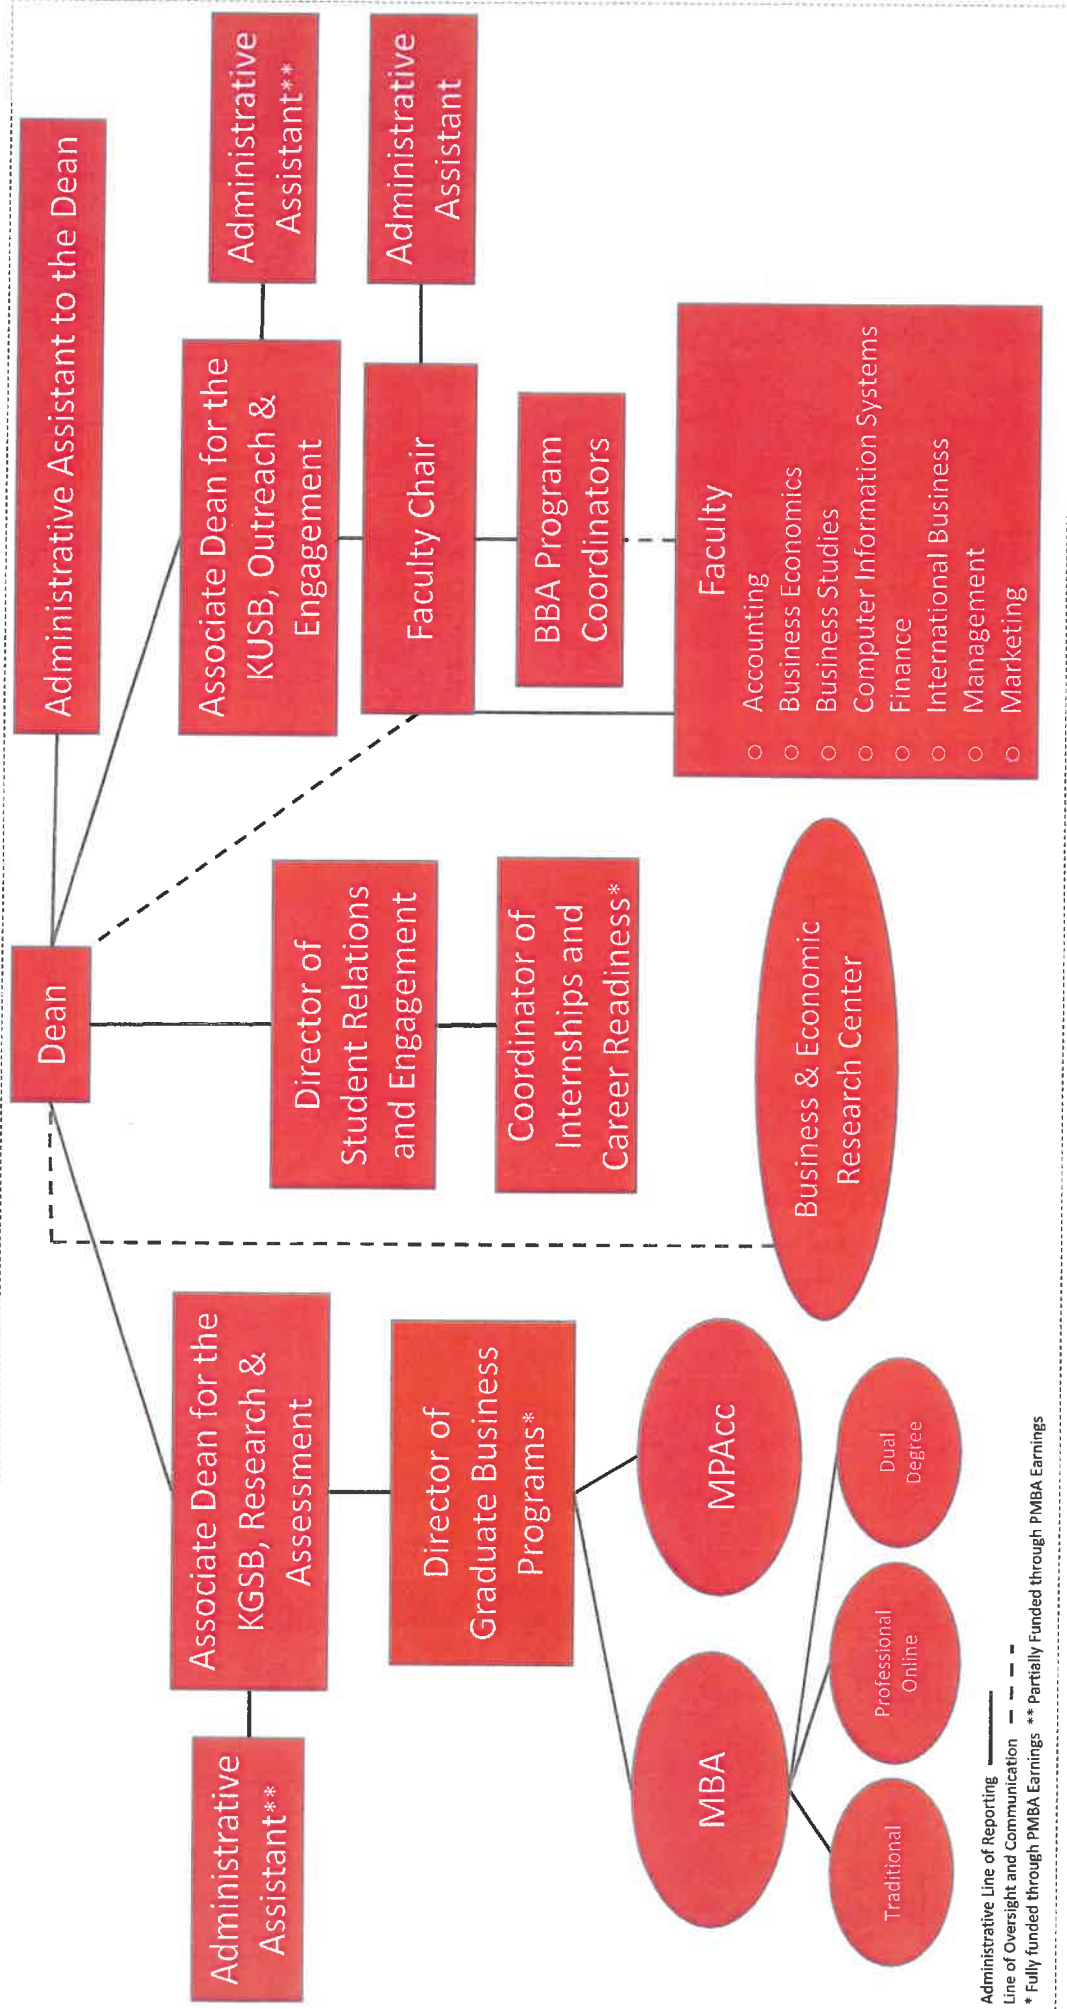 Dean
Administrative Assistant to the Dean
Associate Dean for the
KGSB, Research &
Assessment
Administrative
Assistant**
Director of
Graduate Business
Programs*
MBA
MPAcc
Traditional
Professional
Online
Dual
Degree
Director of
Student Relations
and Engagement
Coordinator of
Internships and
Career Readiness*
Business & Economic
Research Center
Associate Dean for the
KUSB, Outreach &
Engagement
Administrative
Assistant**
Faculty Chair
Administrative
Assistant
BBA Program
Coordinators
Faculty
○ Accounting
○ Business Economics
○ Business Studies
○ Computer Information Systems
○ Finance
○ International Business
○ Management
○ Marketing
Administrative Line of Reporting
Line of Oversight and Communication
* Fully funded through PMBA Earnings ** Partially Funded through PMBA Earnings